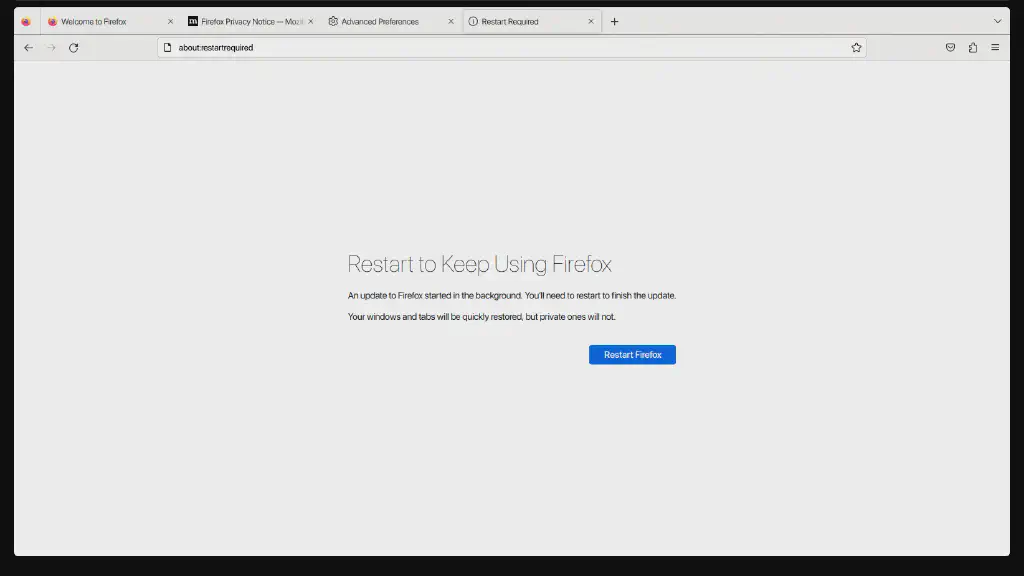 Welcome to Firefox
Firefox Privacy Notice — Mozi
Advanced Preferences
Restart Required
about:restartrequired
Restart to Keep Using Firefox
An update to Firefox started in the background. You'll need to restart to finish the update.
Your windows and tabs will be quickly restored, but private ones will not.
Restart Firefox